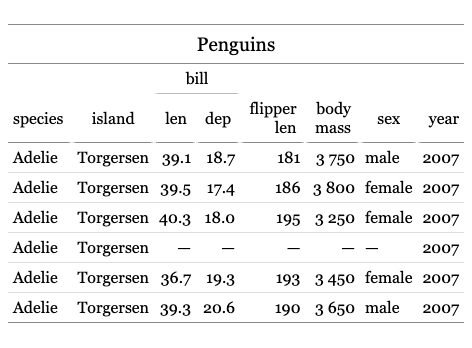 Penguins
bill
species island len dep flipper len body mass sex year
Adelie Torgersen 39.1 18.7 181 3 750 male 2007
Adelie Torgersen 39.5 17.4 186 3 800 female 2007
Adelie Torgersen 40.3 18.0 195 3 250 female 2007
Adelie Torgersen — — — — — 2007
Adelie Torgersen 36.7 19.3 193 3 450 female 2007
Adelie Torgersen 39.3 20.6 190 3 650 male 2007